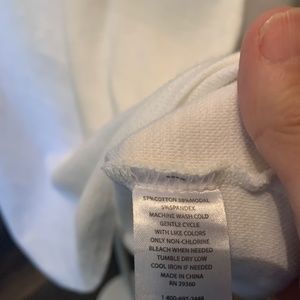 57% COTTON 38% MODAL
5% SPANDEX
MACHINE WASH COLD
GENTLE CYCLE
WITH LIKE COLORS
ONLY NON-CHLORINE
BLEACH WHEN NEEDED
TUMBLE DRY LOW
COOL IRON IF NEEDED
MADE IN CHINA
RN 29360